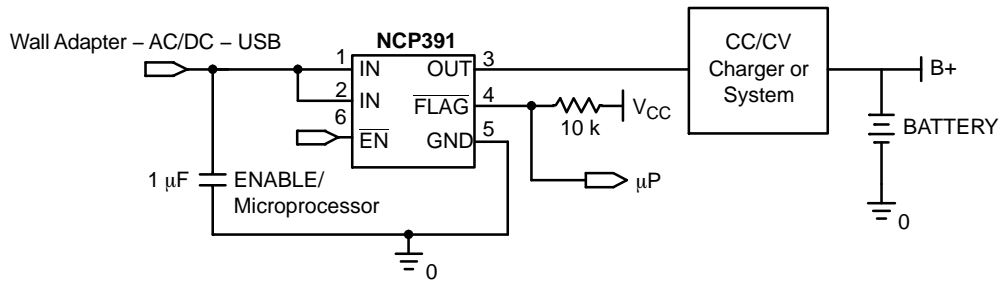 Wall Adapter – AC/DC – USB
NCP391
1
IN
2
IN
6
EN
OUT
3
FLAG
4
GND
5
10 k
VCC
μP
1 μF
ENABLE/
Microprocessor
0
CC/CV
Charger or
System
B+
BATTERY
0